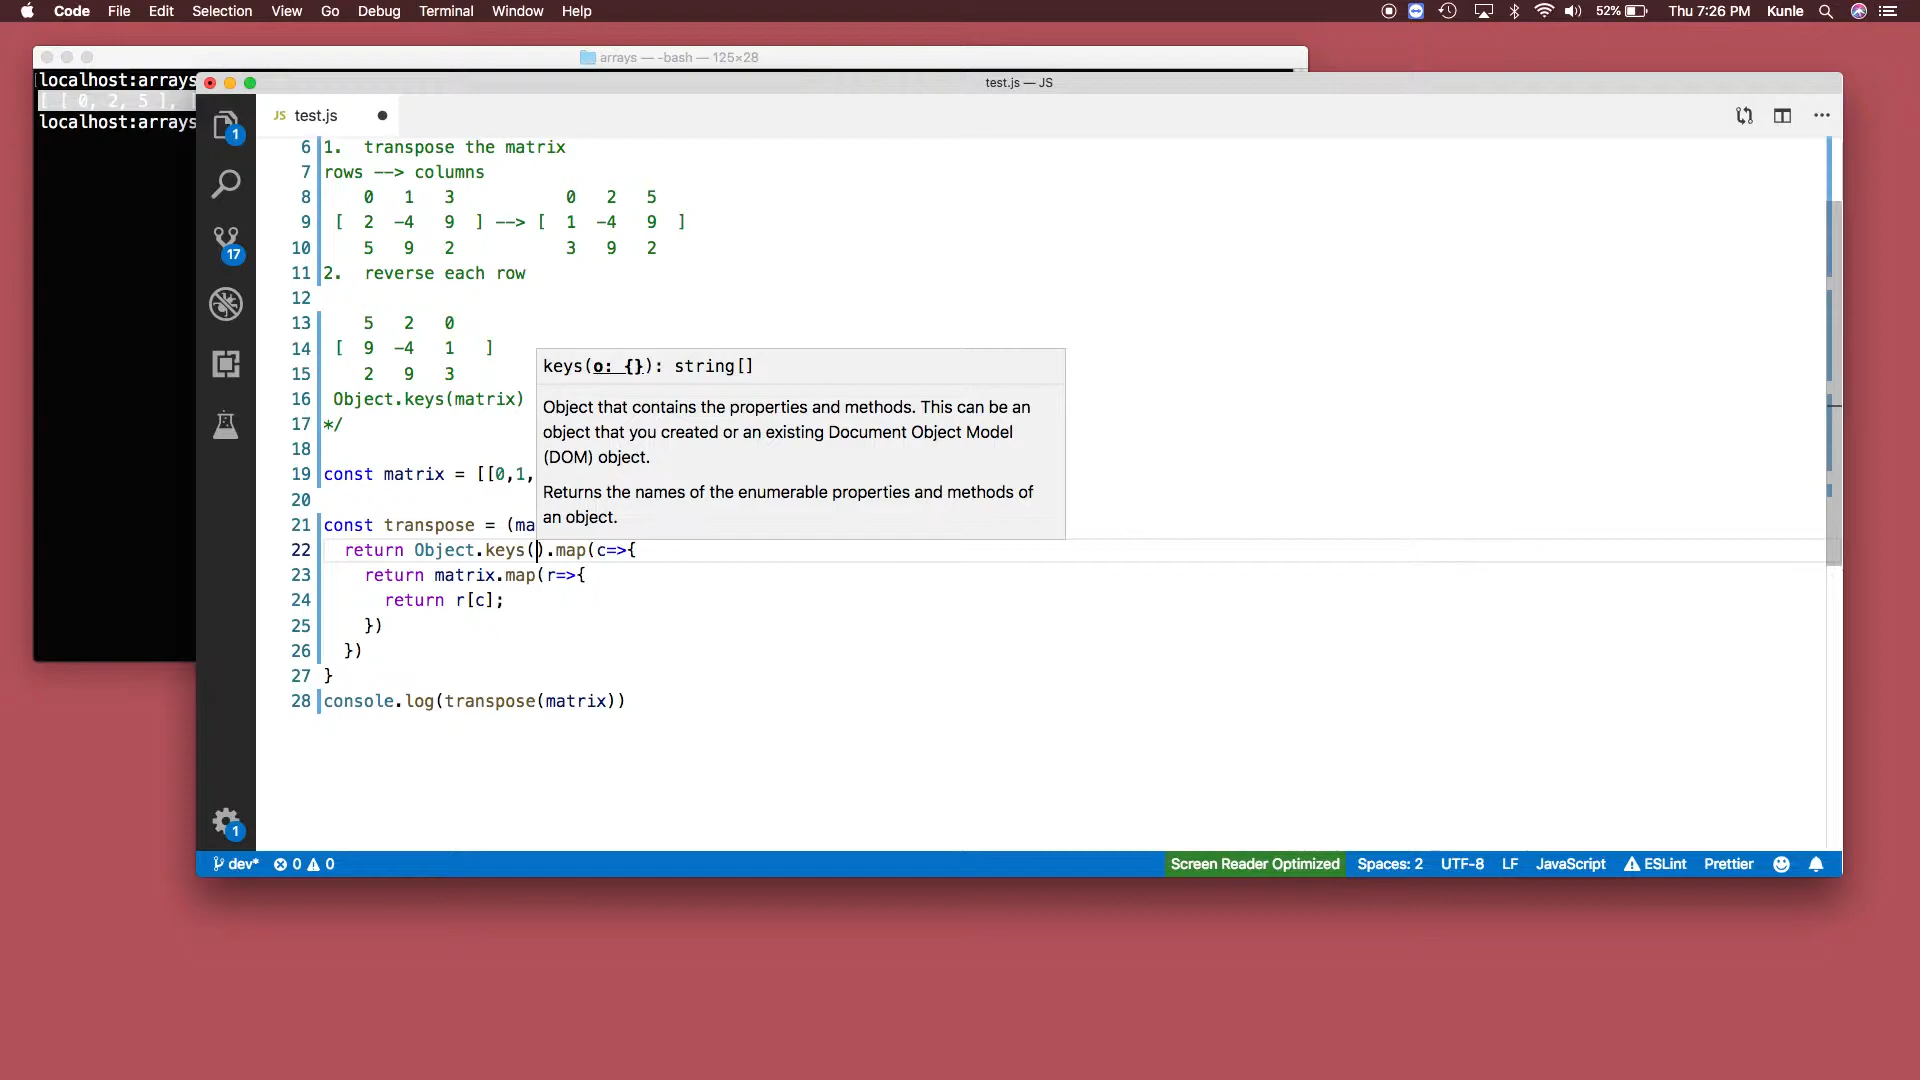 Code File Edit Selection View Go Debug Terminal Window Help 52% Thu 7:26 PM Kunle
arrays — -bash — 125×28
localhost:arrays
[ [ 0, 2, 5 ], [
localhost:arrays
test.js — JS
JS test.js
6 1. transpose the matrix
7 rows --> columns
8 0 1 3 0 2 5
9 [ 2 -4 9 ] --> [ 1 -4 9 ]
10 5 9 2 3 9 2
11 2. reverse each row
12
13 5 2 0
14 [ 9 -4 1 ]
15 2 9 3
16 Object.keys(matrix)
17 */
18
19 const matrix = [[0,1,
20
21 const transpose = (ma
22 return Object.keys().map(c=>{
23 return matrix.map(r=>{
24 return r[c];
25 })
26 })
27 }
28 console.log(transpose(matrix))
keys(o: {}): string[]
Object that contains the properties and methods. This can be an
object that you created or an existing Document Object Model
(DOM) object.
Returns the names of the enumerable properties and methods of
an object.
1
17
1
dev* 0 0 Screen Reader Optimized Spaces: 2 UTF-8 LF JavaScript ESLint Prettier